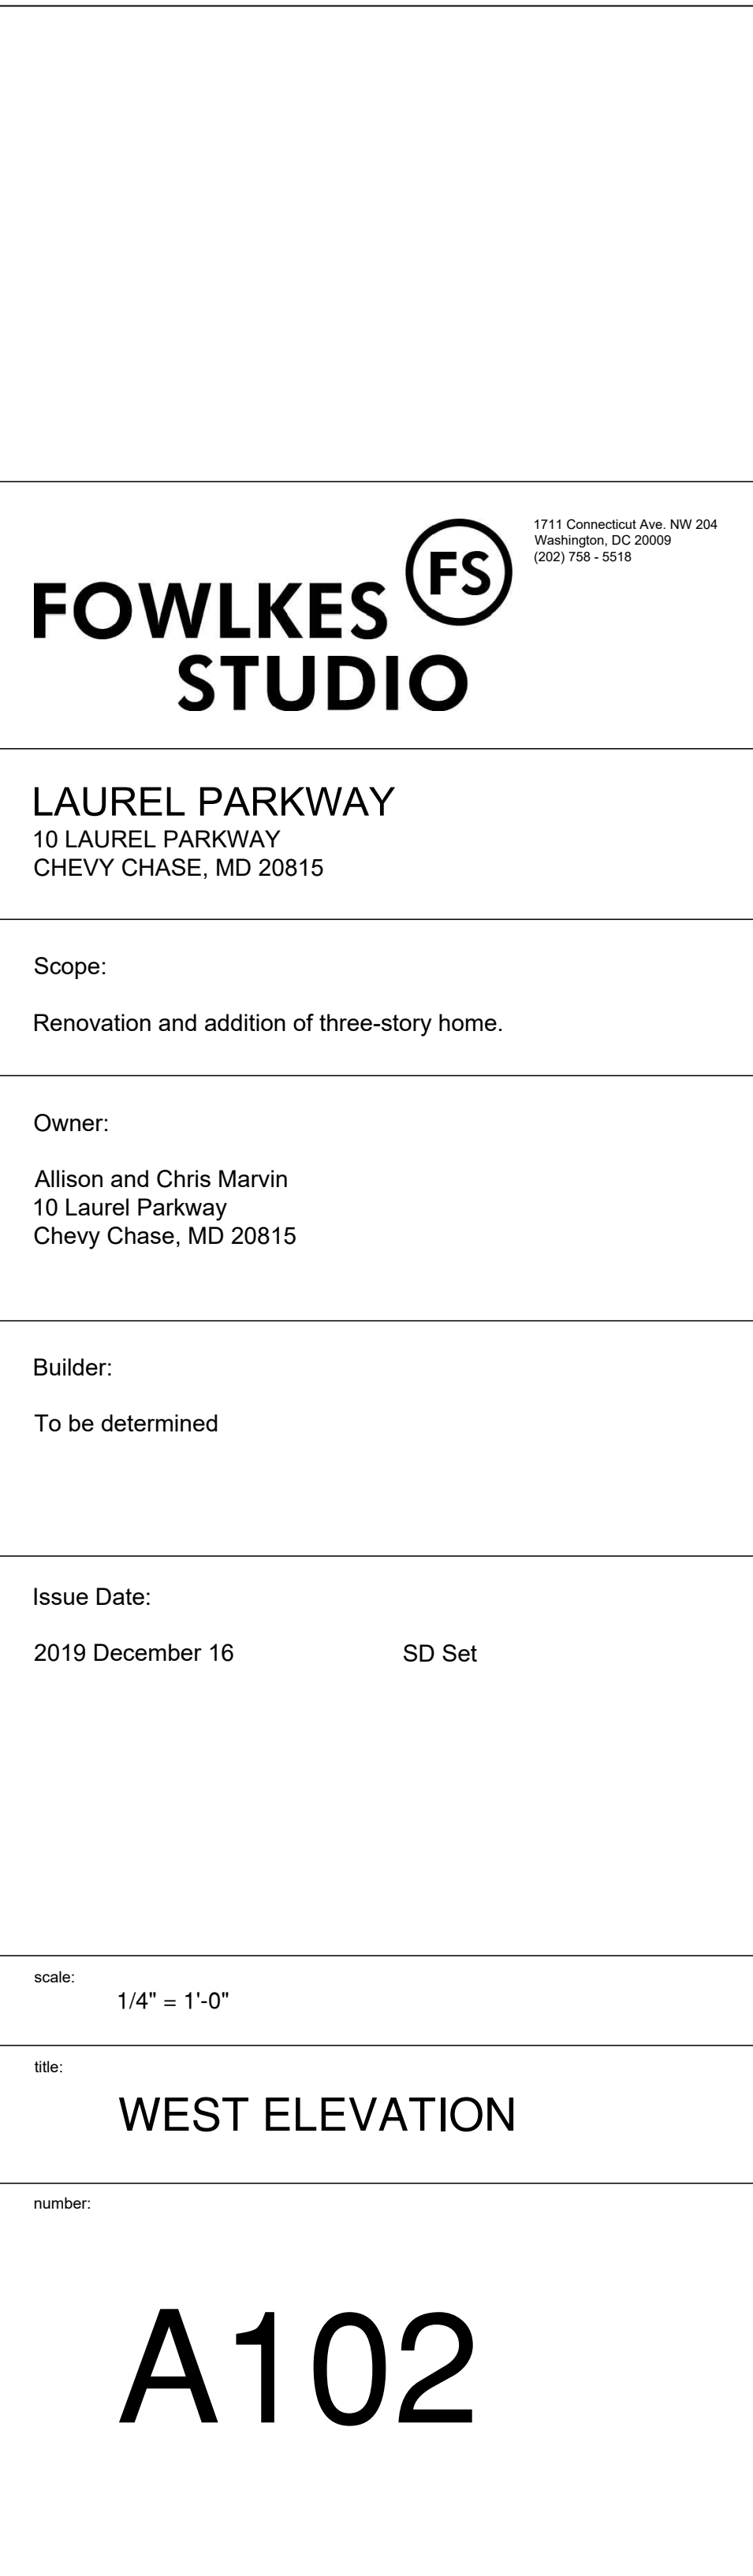 FOWLKES
STUDIO
FS
1711 Connecticut Ave. NW 204
Washington, DC 20009
(202) 758 - 5518
LAUREL PARKWAY
10 LAUREL PARKWAY
CHEVY CHASE, MD 20815
Scope:
Renovation and addition of three-story home.
Owner:
Allison and Chris Marvin
10 Laurel Parkway
Chevy Chase, MD 20815
Builder:
To be determined
Issue Date:
2019 December 16 SD Set
scale:
1/4" = 1'-0"
title:
WEST ELEVATION
number:
A102